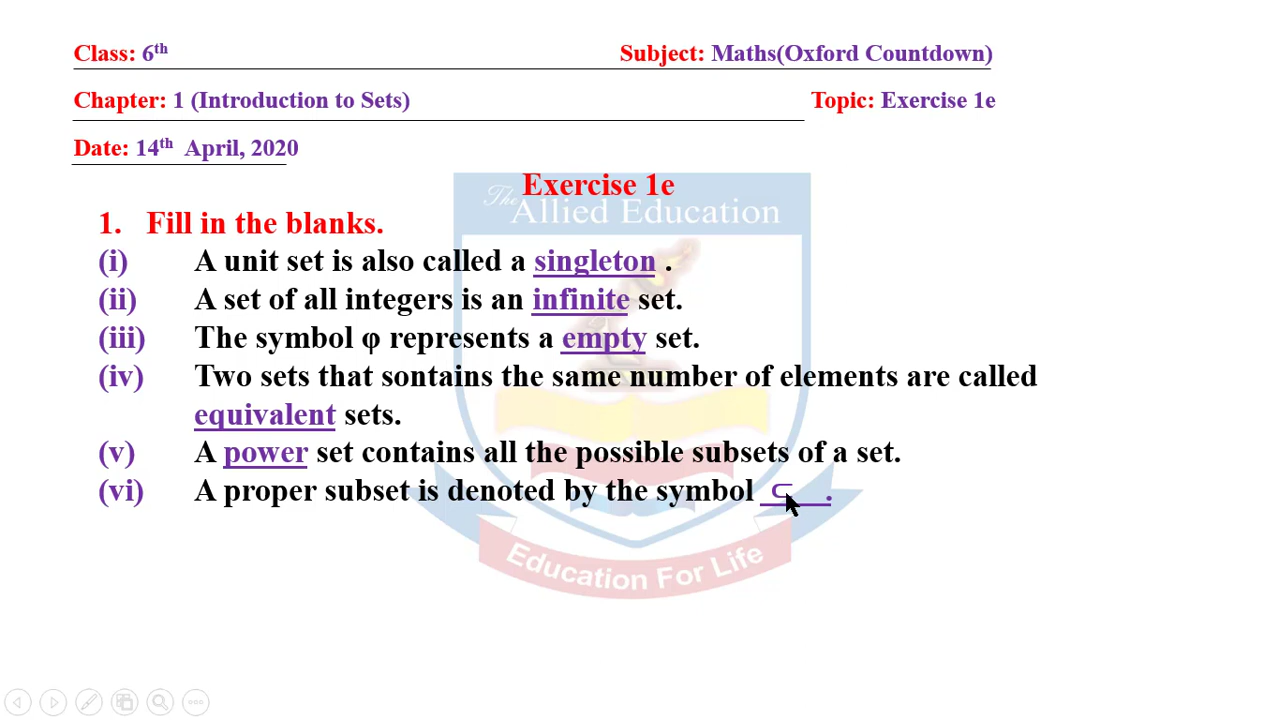 Class: 6th Subject: Maths(Oxford Countdown)
Chapter: 1 (Introduction to Sets) Topic: Exercise 1e
Date: 14th April, 2020
Exercise 1e
The Allied Education
1. Fill in the blanks.
(i) A unit set is also called a singleton .
(ii) A set of all integers is an infinite set.
(iii) The symbol φ represents a empty set.
(iv) Two sets that sontains the same number of elements are called
equivalent sets.
(v) A power set contains all the possible subsets of a set.
(vi) A proper subset is denoted by the symbol ⊂ .
Education For Life